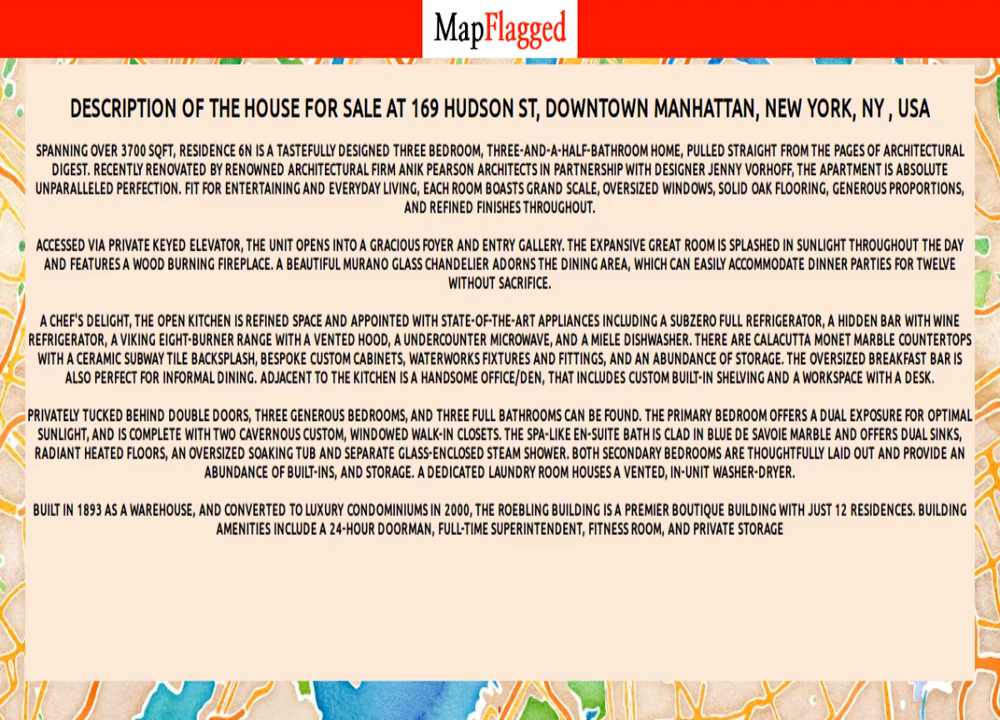 MapFlagged
DESCRIPTION OF THE HOUSE FOR SALE AT 169 HUDSON ST, DOWNTOWN MANHATTAN, NEW YORK, NY , USA
SPANNING OVER 3700 SQFT, RESIDENCE 6N IS A TASTEFULLY DESIGNED THREE BEDROOM, THREE-AND-A-HALF-BATHROOM HOME, PULLED STRAIGHT FROM THE PAGES OF ARCHITECTURAL
DIGEST. RECENTLY RENOVATED BY RENOWNED ARCHITECTURAL FIRM ANIK PEARSON ARCHITECTS IN PARTNERSHIP WITH DESIGNER JENNY VORHOFF, THE APARTMENT IS ABSOLUTE
UNPARALLELED PERFECTION. FIT FOR ENTERTAINING AND EVERYDAY LIVING, EACH ROOM BOASTS GRAND SCALE, OVERSIZED WINDOWS, SOLID OAK FLOORING, GENEROUS PROPORTIONS,
AND REFINED FINISHES THROUGHOUT.
ACCESSED VIA PRIVATE KEYED ELEVATOR, THE UNIT OPENS INTO A GRACIOUS FOYER AND ENTRY GALLERY. THE EXPANSIVE GREAT ROOM IS SPLASHED IN SUNLIGHT THROUGHOUT THE DAY
AND FEATURES A WOOD BURNING FIREPLACE. A BEAUTIFUL MURANO GLASS CHANDELIER ADORNS THE DINING AREA, WHICH CAN EASILY ACCOMMODATE DINNER PARTIES FOR TWELVE
WITHOUT SACRIFICE.
A CHEF'S DELIGHT, THE OPEN KITCHEN IS REFINED SPACE AND APPOINTED WITH STATE-OF-THE-ART APPLIANCES INCLUDING A SUBZERO FULL REFRIGERATOR, A HIDDEN BAR WITH WINE
REFRIGERATOR, A VIKING EIGHT-BURNER RANGE WITH A VENTED HOOD, A UNDERCOUNTER MICROWAVE, AND A MIELE DISHWASHER. THERE ARE CALACUTTA MONET MARBLE COUNTERTOPS
WITH A CERAMIC SUBWAY TILE BACKSPLASH, BESPOKE CUSTOM CABINETS, WATERWORKS FIXTURES AND FITTINGS, AND AN ABUNDANCE OF STORAGE. THE OVERSIZED BREAKFAST BAR IS
ALSO PERFECT FOR INFORMAL DINING. ADJACENT TO THE KITCHEN IS A HANDSOME OFFICE/DEN, THAT INCLUDES CUSTOM BUILT-IN SHELVING AND A WORKSPACE WITH A DESK.
PRIVATELY TUCKED BEHIND DOUBLE DOORS, THREE GENEROUS BEDROOMS, AND THREE FULL BATHROOMS CAN BE FOUND. THE PRIMARY BEDROOM OFFERS A DUAL EXPOSURE FOR OPTIMAL
SUNLIGHT, AND IS COMPLETE WITH TWO CAVERNOUS CUSTOM, WINDOWED WALK-IN CLOSETS. THE SPA-LIKE EN-SUITE BATH IS CLAD IN BLUE DE SAVOIE MARBLE AND OFFERS DUAL SINKS,
RADIANT HEATED FLOORS, AN OVERSIZED SOAKING TUB AND SEPARATE GLASS-ENCLOSED STEAM SHOWER. BOTH SECONDARY BEDROOMS ARE THOUGHTFULLY LAID OUT AND PROVIDE AN
ABUNDANCE OF BUILT-INS, AND STORAGE. A DEDICATED LAUNDRY ROOM HOUSES A VENTED, IN-UNIT WASHER-DRYER.
BUILT IN 1893 AS A WAREHOUSE, AND CONVERTED TO LUXURY CONDOMINIUMS IN 2000, THE ROEBLING BUILDING IS A PREMIER BOUTIQUE BUILDING WITH JUST 12 RESIDENCES. BUILDING
AMENITIES INCLUDE A 24-HOUR DOORMAN, FULL-TIME SUPERINTENDENT, FITNESS ROOM, AND PRIVATE STORAGE